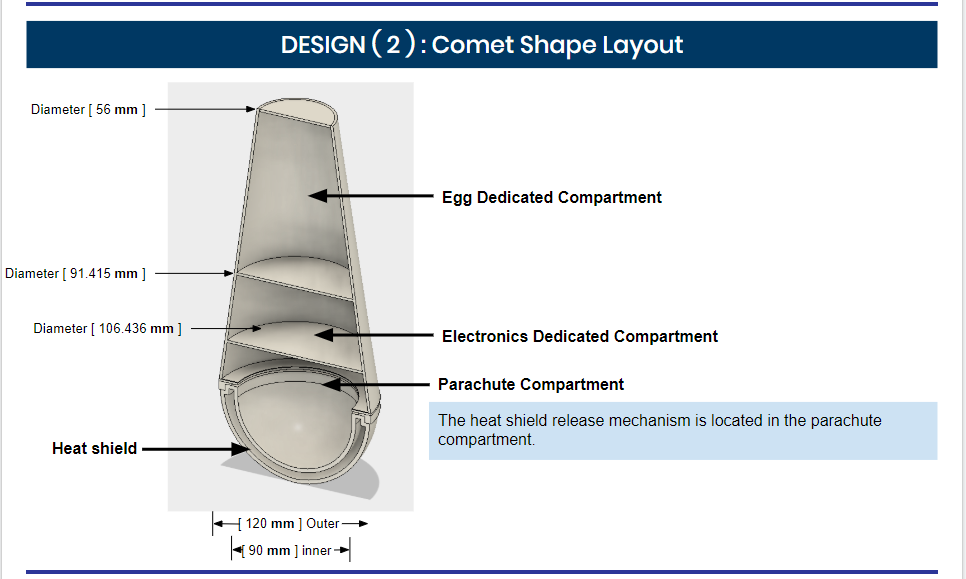 DESIGN ( 2 ) : Comet Shape Layout
Diameter [ 56 mm ]
Egg Dedicated Compartment
Diameter [ 91.415 mm ]
Diameter [ 106.436 mm ]
Electronics Dedicated Compartment
Parachute Compartment
The heat shield release mechanism is located in the parachute
compartment.
Heat shield
[ 120 mm ] Outer
[ 90 mm ] inner